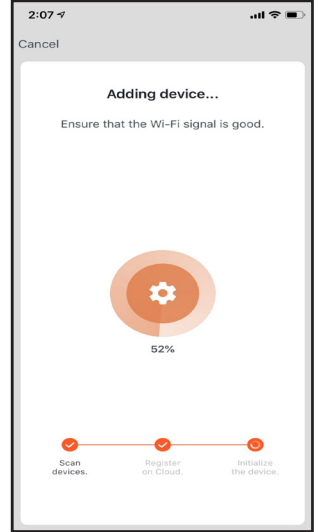 2:07
Cancel
Adding device...
Ensure that the Wi-Fi signal is good.
52%
Scan
devices.
Register
on Cloud.
Initialize
the device.